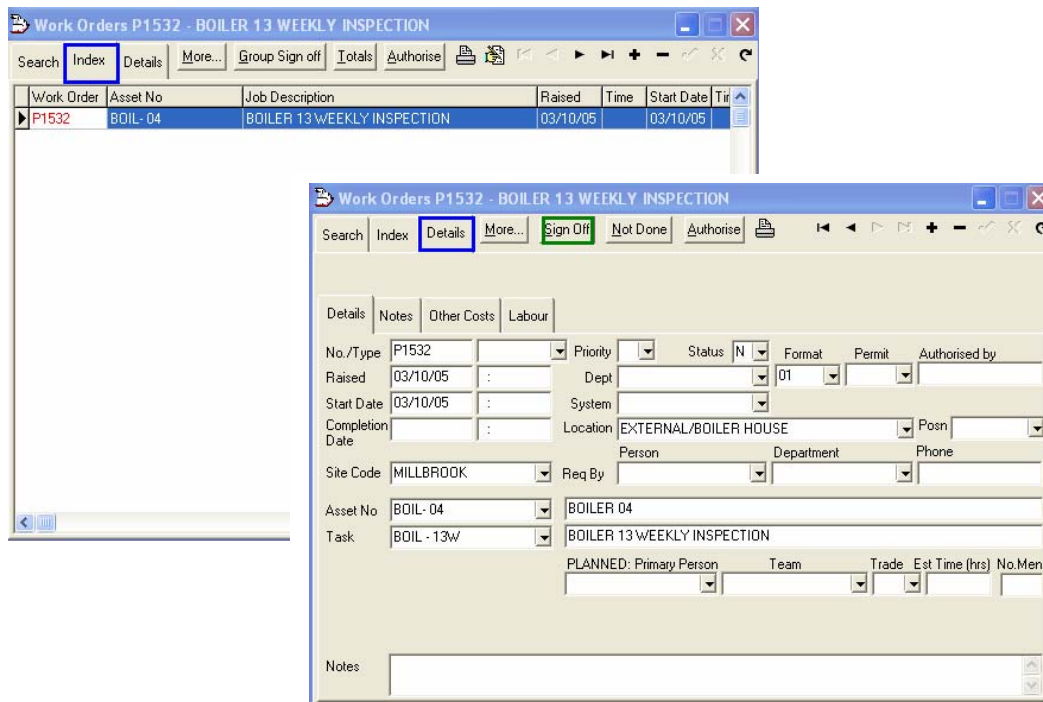 Work Orders P1532 - BOILER 13 WEEKLY INSPECTION
Search Index Details More... Group Sign off Totals Authorise
Work Order Asset No Job Description Raised Time Start Date Tir
P1532 BOIL- 04 BOILER 13 WEEKLY INSPECTION 03/10/05 03/10/05
Work Orders P1532 - BOILER 13 WEEKLY INSPECTION
Search Index Details More... Sign Off Not Done Authorise
Details Notes Other Costs Labour
No./Type P1532 Priority Status N Format Permit Authorised by
Raised 03/10/05 : Dept 01
Start Date 03/10/05 : System
Completion Date : Location EXTERNAL/BOILER HOUSE Posn
Person Department Phone
Site Code MILLBROOK Req By
Asset No BOIL- 04 BOILER 04
Task BOIL - 13W BOILER 13 WEEKLY INSPECTION
PLANNED: Primary Person Team Trade Est Time (hrs) No.Men
Notes